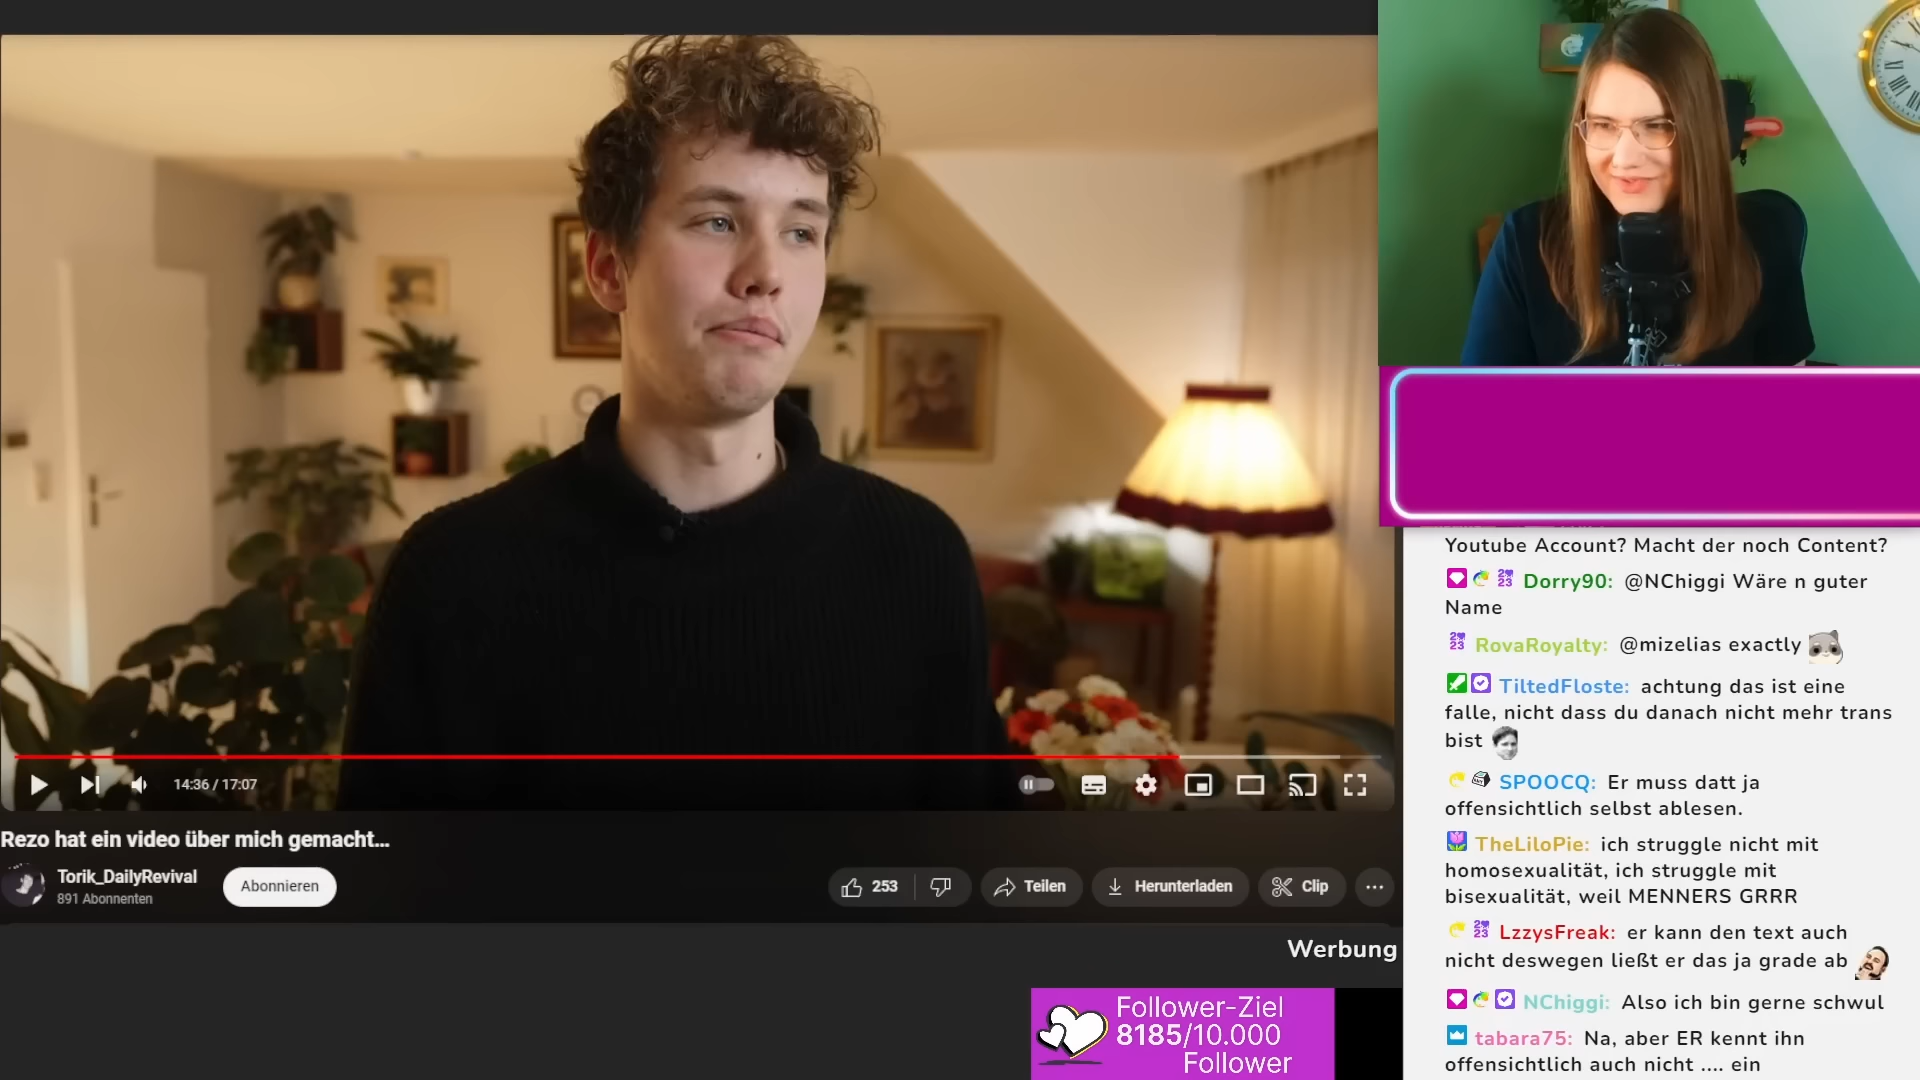 14:36 / 17:07
Rezo hat ein video über mich gemacht...
Torik_DailyRevival
891 Abonnenten
Abonnieren
253
Teilen
Herunterladen
Clip
Werbung
Follower-Ziel
8185/10.000
Follower
Youtube Account? Macht der noch Content?
Dorry90: @NChiggi Wäre n guter
Name
RovaRoyalty: @mizelias exactly
TiltedFloste: achtung das ist eine
falle, nicht dass du danach nicht mehr trans
bist
SPOOCQ: Er muss datt ja
offensichtlich selbst ablesen.
TheLiloPie: ich struggle nicht mit
homosexualität, ich struggle mit
bisexualität, weil MENNERS GRRR
LzzysFreak: er kann den text auch
nicht deswegen ließt er das ja grade ab
NChiggi: Also ich bin gerne schwul
tabara75: Na, aber ER kennt ihn
offensichtlich auch nicht .... ein